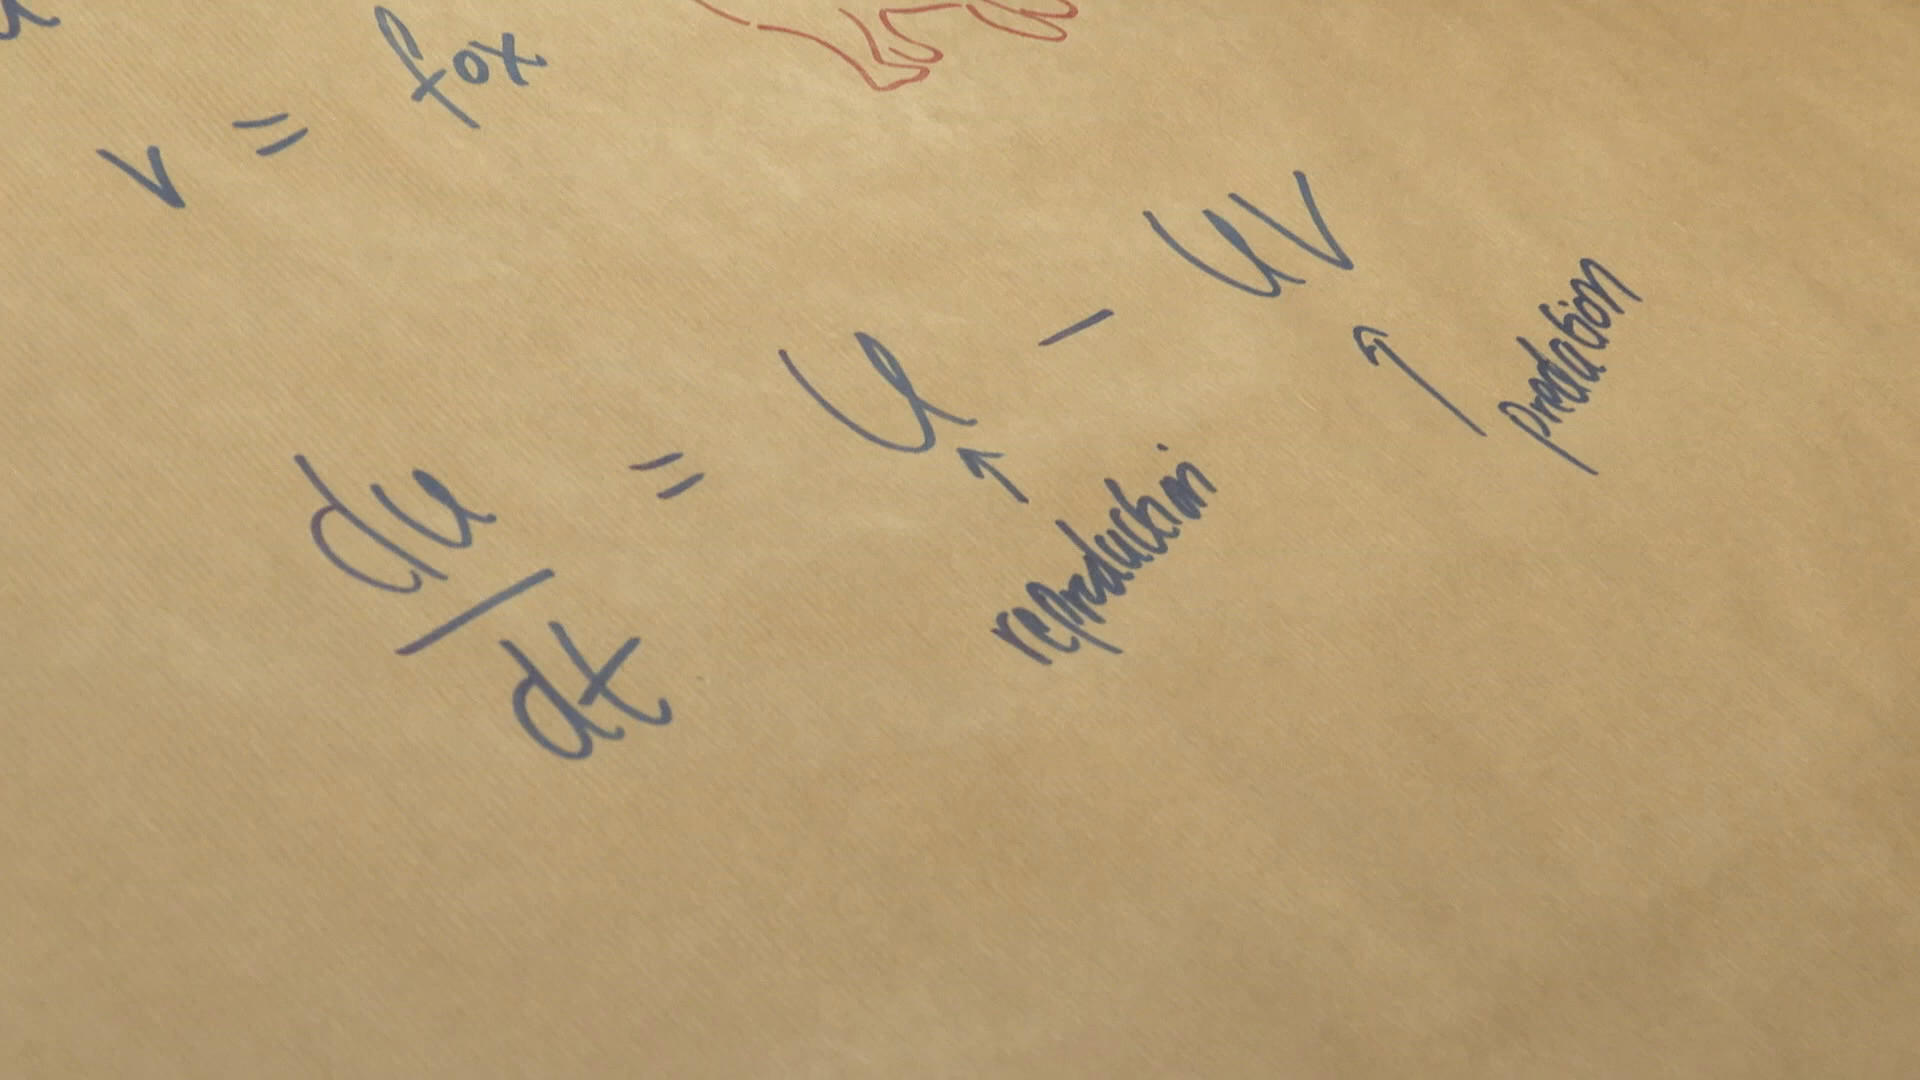 v = fox
du/dt = u - uv
reproduction
predation